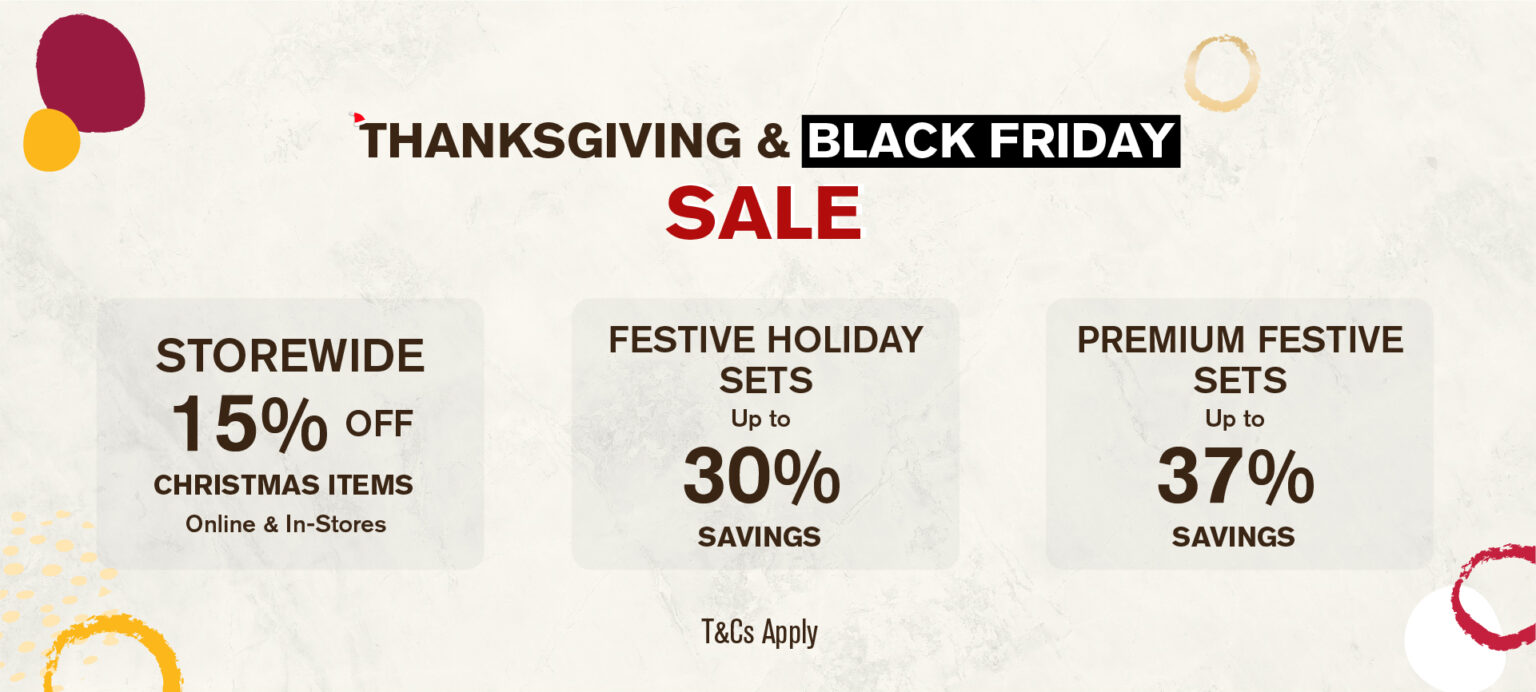 THANKSGIVING & BLACK FRIDAY
SALE
STOREWIDE
15% OFF
CHRISTMAS ITEMS
Online & In-Stores
FESTIVE HOLIDAY
SETS
Up to
30%
SAVINGS
PREMIUM FESTIVE
SETS
Up to
37%
SAVINGS
T&Cs Apply